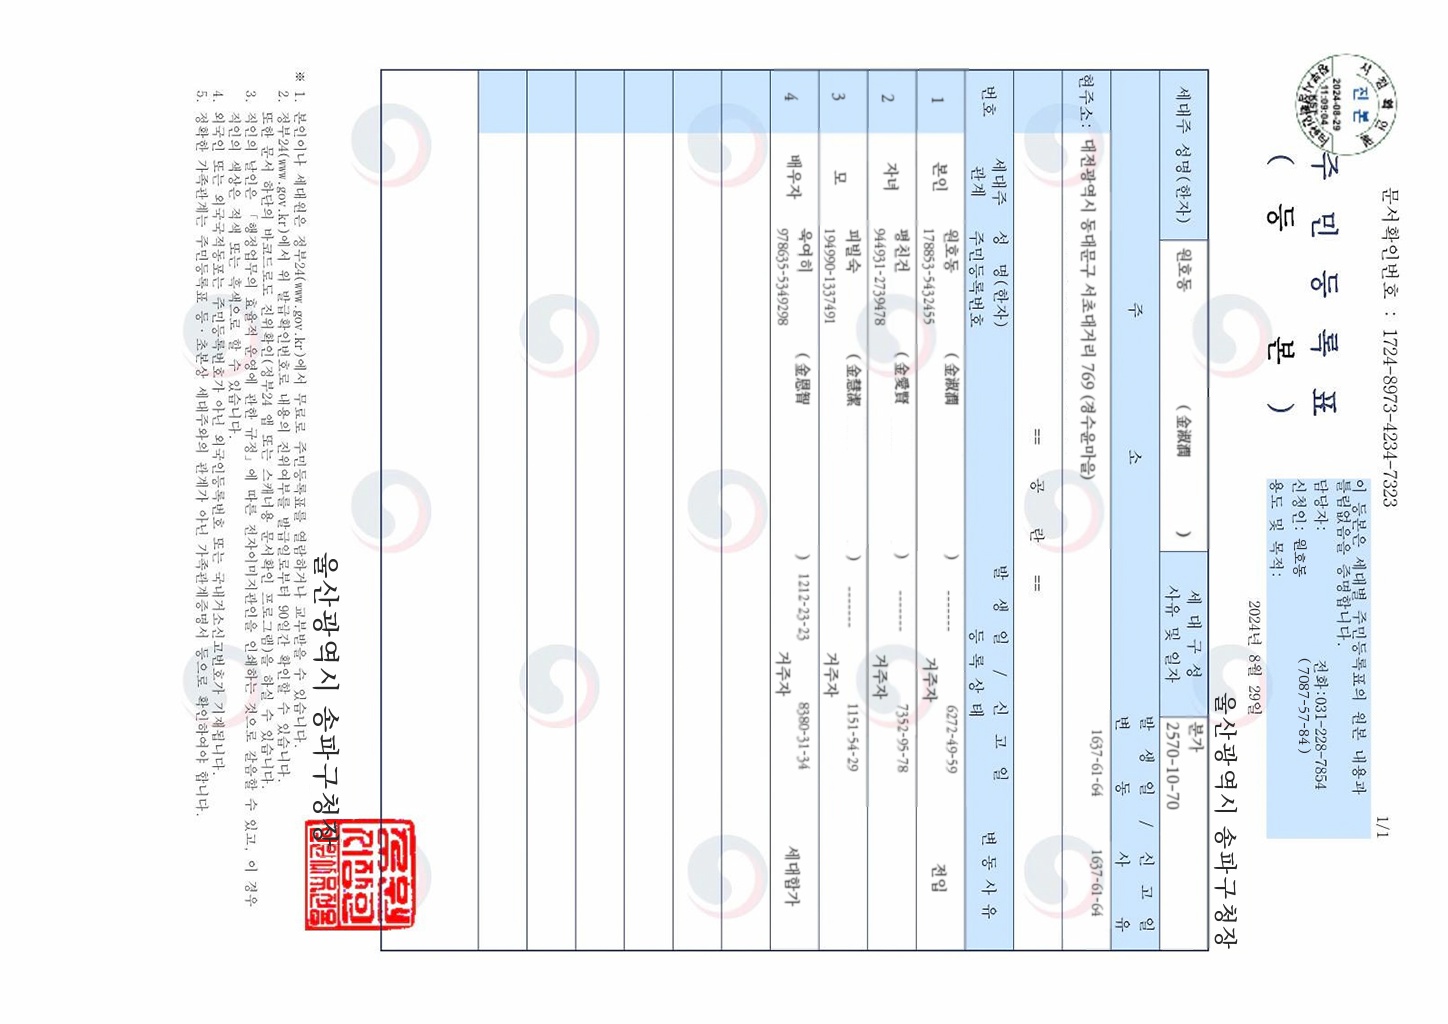 문서확인번호 : 1724-8973-4234-7323
1/1
서 정 확 인 필
진 본
2024-08-29
11:09:04
주 민 등 록 표
( 등 본 )
이 등본은 세대별 주민등록표의 원본 내용과
틀림없음을 증명합니다.
담당자: 전화:031-228-7854
신청인: 원호봉 (7087-57-84)
용도 및 목적:
2024년 8월 29일
울산광역시 송파구청장
세대주 성명(한자) 원호동 ( 金淑潤 ) 세 대 구 성 사유 및 일자 분가 2570-10-70
주 소 발 생 일 / 신 고 일
변 동 사 유
현주소: 대전광역시 동대문구 서초대거리 769 (경수윤마을) 1637-61-64 1637-61-64
== 공 란 ==
번호 세대주 관계 성 명(한자) 주민등록번호 발 생 일 / 신 고 일 등 록 상 태 변 동 사 유
1 본인 원호동 ( 金淑潤 ) ------- 6272-49-59 전입
178853-5432455 거주자
2 자녀 명진건 ( 金愛賢 ) ------- 7352-95-78
944931-2739478 거주자
3 모 피빌숙 ( 金慧潔 ) ------- 1151-54-29
194990-1337491 거주자
4 배우자 육여히 ( 金恩智 ) 1212-23-23 8380-31-34 세대합가
978635-5349298 거주자
울산광역시 송파구청장
※ 1. 본인이나 세대원은 정부24(www.gov.kr)에서 무료로 주민등록표를 열람하거나 교부받을 수 있습니다.
2. 정부24(www.gov.kr)에서 위 발급확인번호로 내용의 진위여부를 발급일로부터 90일간 확인할 수 있습니다.
또한 문서 하단의 바코드로도 진위확인(정부24 앱 또는 스캐너용 문서확인 프로그램)을 하실 수 있습니다.
3. 직인의 날인은 「행정업무의 효율적 운영에 관한 규정」에 따른 전자이미지관인을 인쇄하는 것으로 갈음할 수 있고, 이 경우
직인의 색상은 적색 또는 흑색으로 할 수 있습니다.
4. 외국인 또는 외국국적동포는 주민등록번호가 아닌 외국인등록번호 또는 국내거소신고번호가 기재됩니다.
5. 정확한 가족관계는 주민등록표 등·초본상 세대주와의 관계가 아닌 가족관계증명서 등으로 확인하여야 합니다.